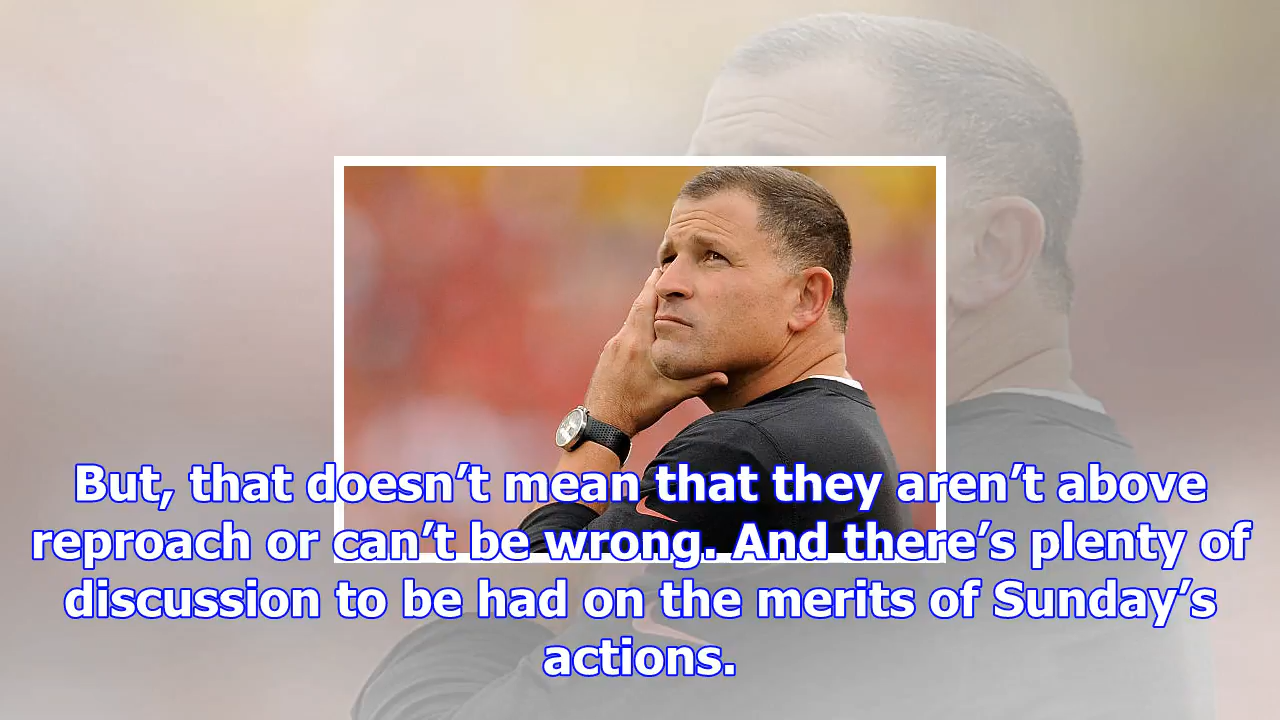 But, that doesn’t mean that they aren’t above
reproach or can’t be wrong. And there’s plenty of
discussion to be had on the merits of Sunday’s
actions.